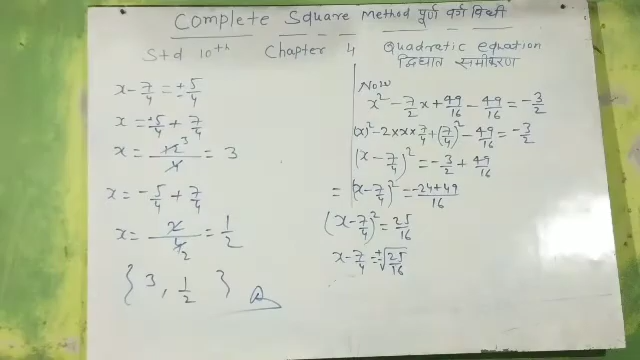 Complete Square Method पूर्ण वर्ग विधी
Std 10th Chapter 4 Quadratic equation
द्विघात समीकरण
Now
x² - 7/2 x + 49/16 - 49/16 = -3/2
(x)² - 2 × x × 7/4 + (7/4)² - 49/16 = -3/2
(x - 7/4)² = -3/2 + 49/16
= (x - 7/4)² = -24+49/16
(x - 7/4)² = 25/16
x - 7/4 = ±√25/16
x - 7/4 = ±5/4
x = +5/4 + 7/4
x = 12³/4 = 3
x = -5/4 + 7/4
x = 2/4₂ = 1/2
{ 3, 1/2 }